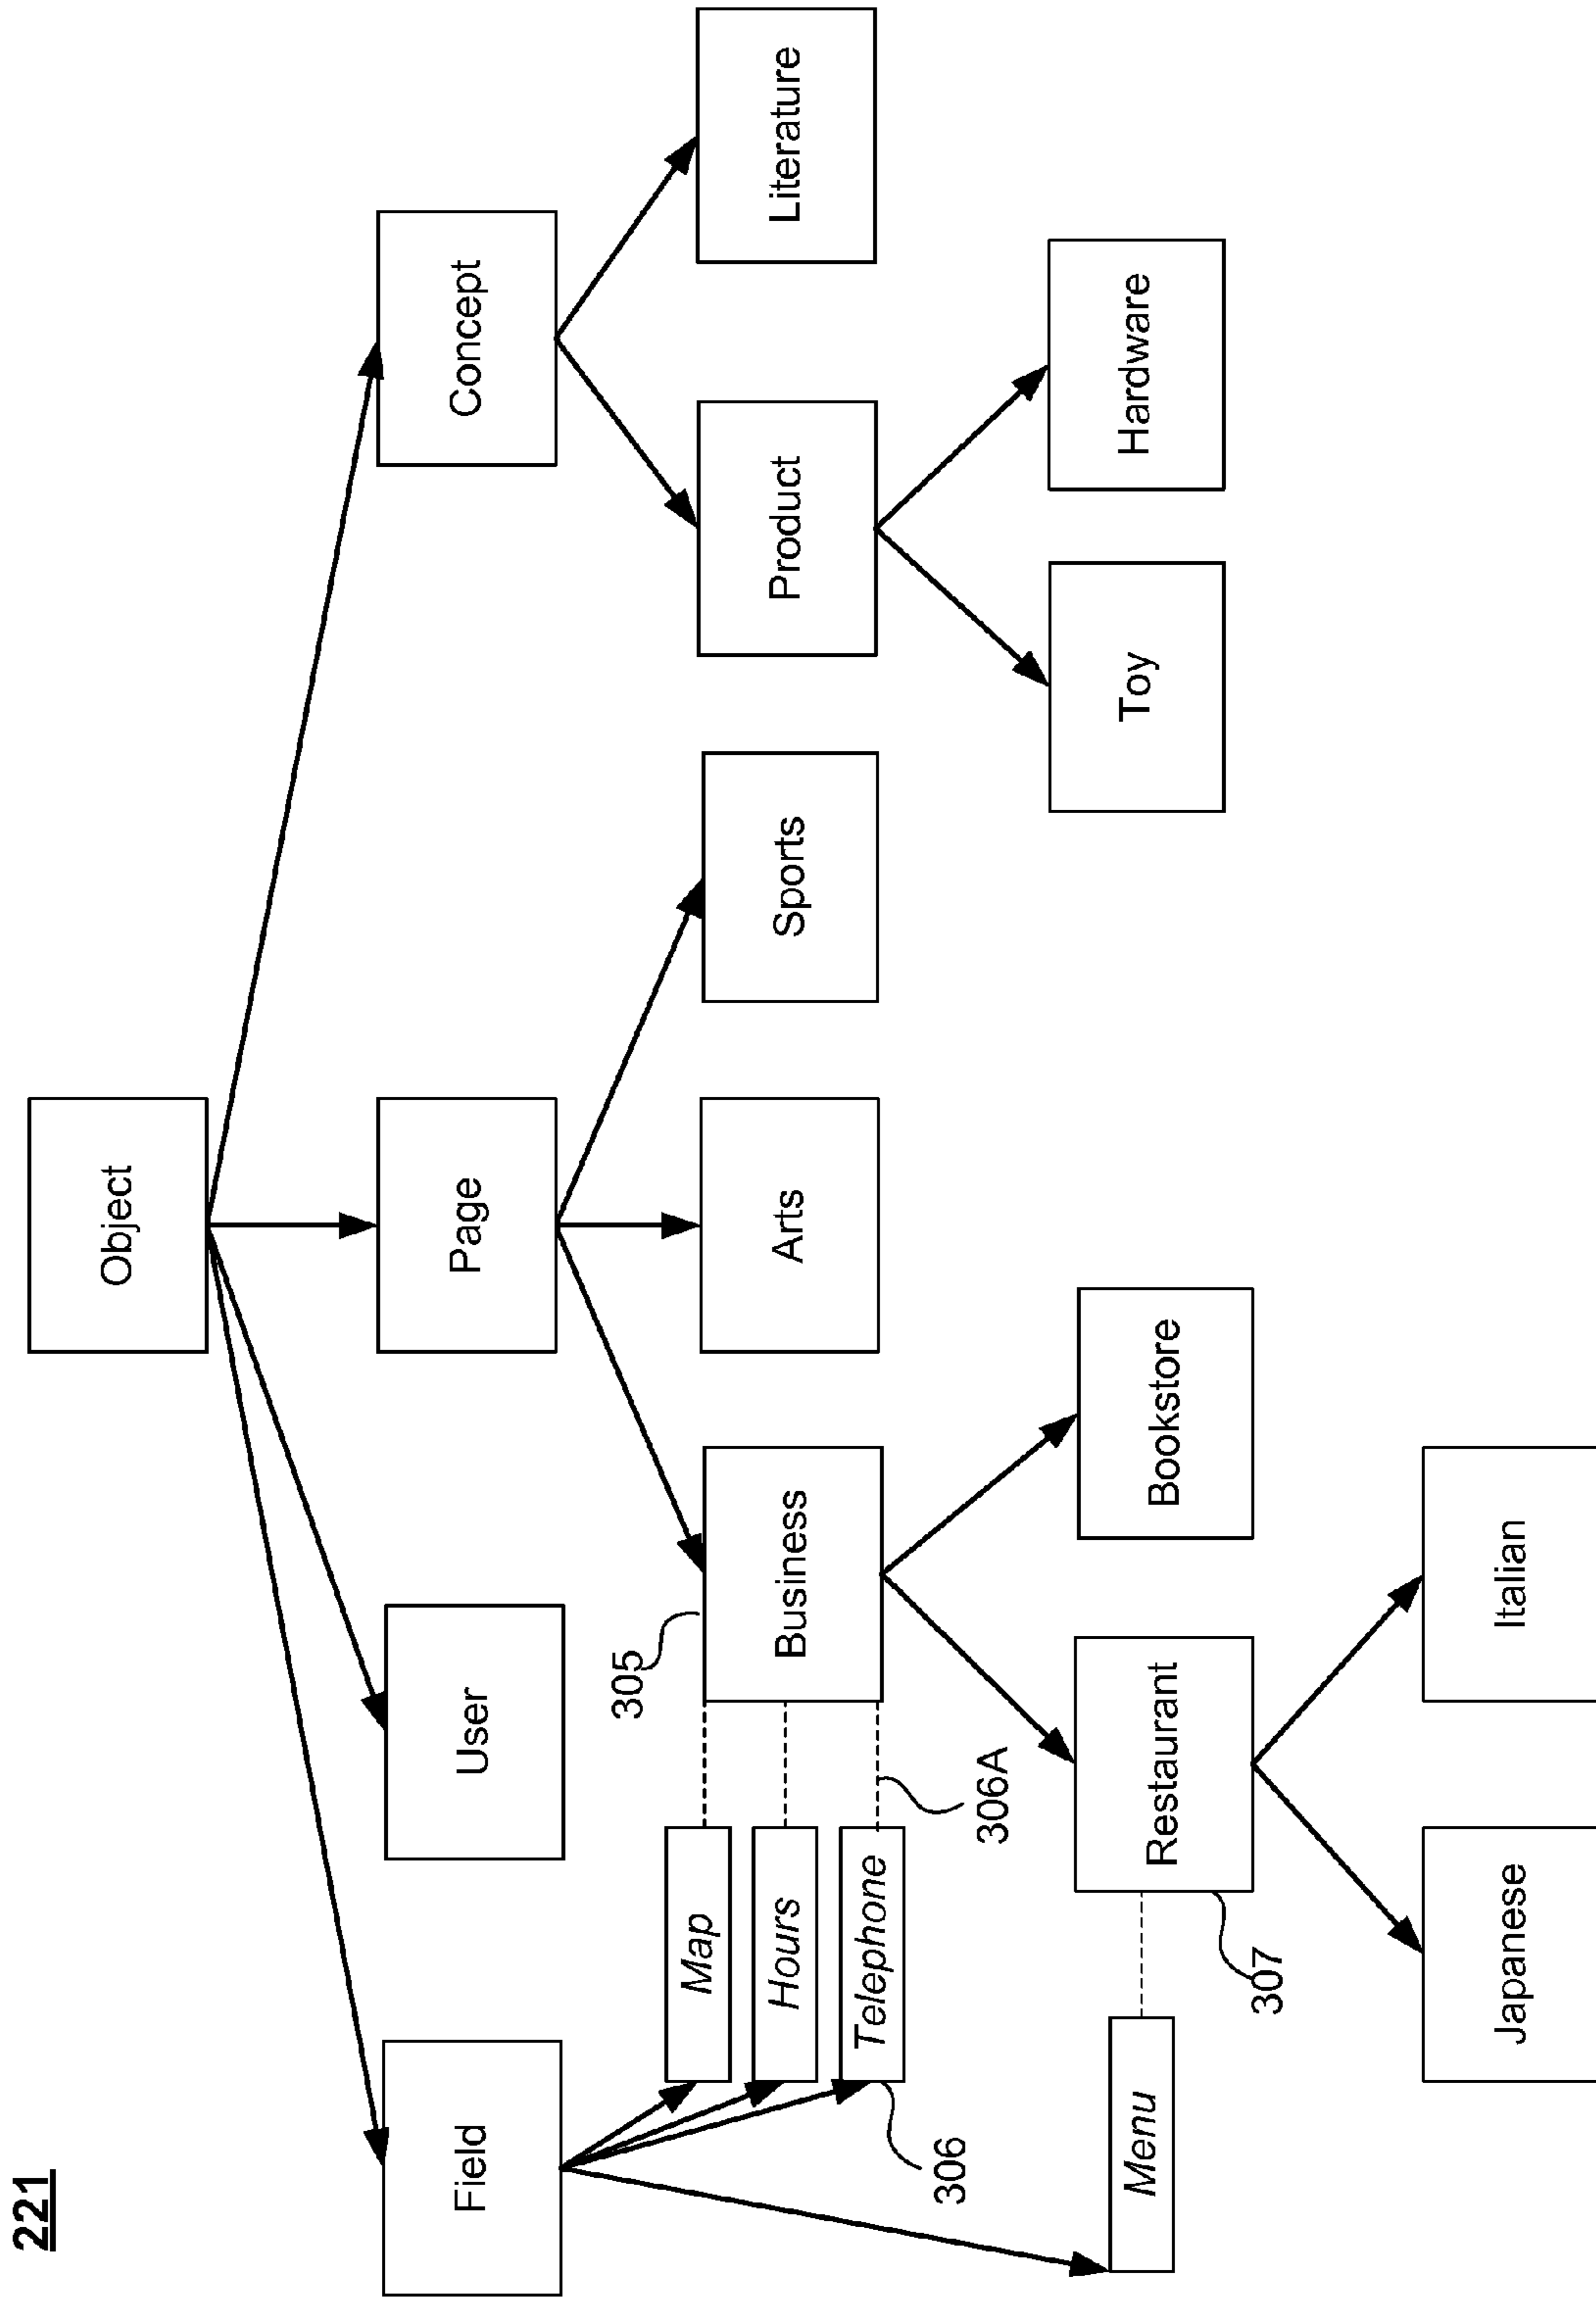 221
Object
Field
User
Page
Concept
305
Map
Hours
Telephone
306
306A
Business
Arts
Sports
Product
Literature
Menu
Restaurant
307
Bookstore
Toy
Hardware
Japanese
Italian